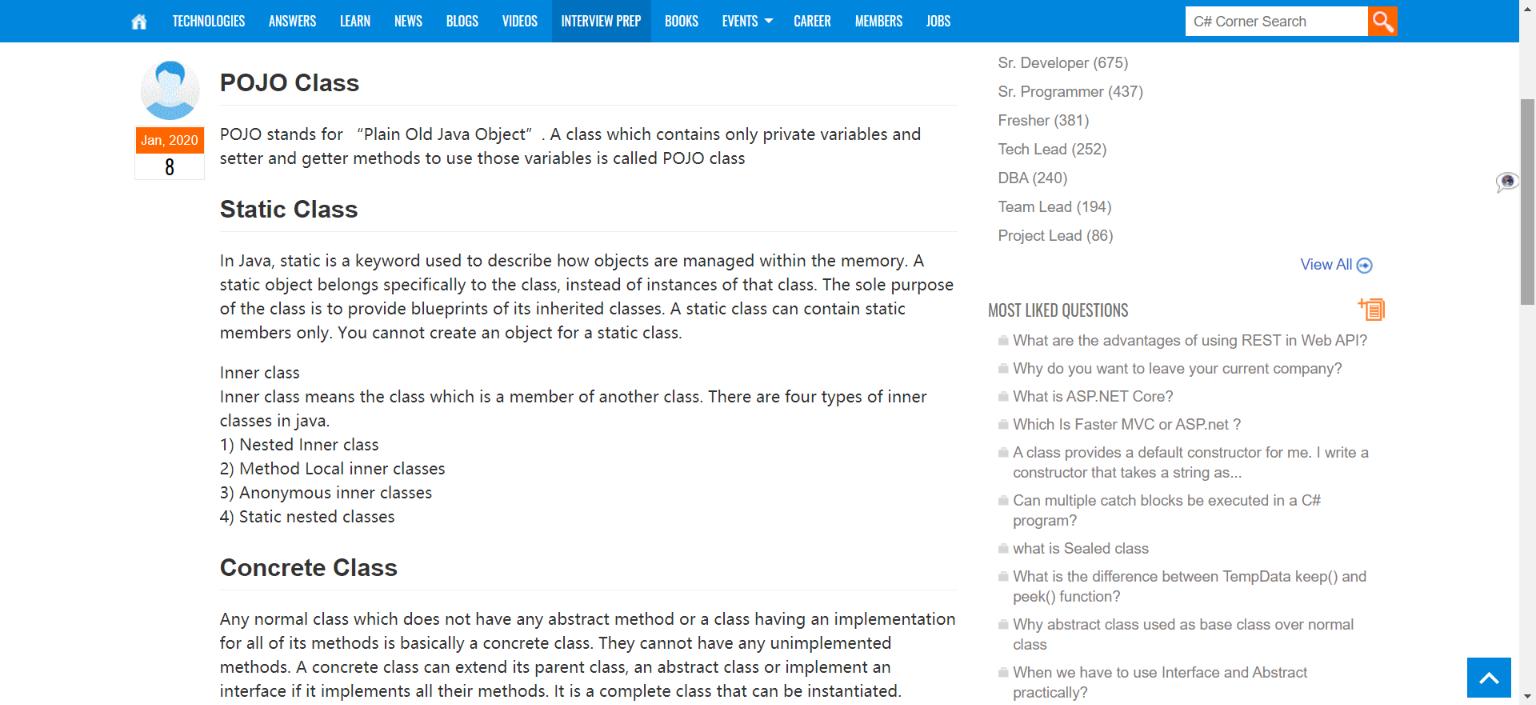 TECHNOLOGIES ANSWERS LEARN NEWS BLOGS VIDEOS INTERVIEW PREP BOOKS EVENTS CAREER MEMBERS JOBS
C# Corner Search
Jan, 2020
8
POJO Class
POJO stands for “Plain Old Java Object” . A class which contains only private variables and
setter and getter methods to use those variables is called POJO class
Static Class
In Java, static is a keyword used to describe how objects are managed within the memory. A
static object belongs specifically to the class, instead of instances of that class. The sole purpose
of the class is to provide blueprints of its inherited classes. A static class can contain static
members only. You cannot create an object for a static class.
Inner class
Inner class means the class which is a member of another class. There are four types of inner
classes in java.
1) Nested Inner class
2) Method Local inner classes
3) Anonymous inner classes
4) Static nested classes
Concrete Class
Any normal class which does not have any abstract method or a class having an implementation
for all of its methods is basically a concrete class. They cannot have any unimplemented
methods. A concrete class can extend its parent class, an abstract class or implement an
interface if it implements all their methods. It is a complete class that can be instantiated.
Sr. Developer (675)
Sr. Programmer (437)
Fresher (381)
Tech Lead (252)
DBA (240)
Team Lead (194)
Project Lead (86)
View All
MOST LIKED QUESTIONS
What are the advantages of using REST in Web API?
Why do you want to leave your current company?
What is ASP.NET Core?
Which Is Faster MVC or ASP.net ?
A class provides a default constructor for me. I write a
constructor that takes a string as...
Can multiple catch blocks be executed in a C#
program?
what is Sealed class
What is the difference between TempData keep() and
peek() function?
Why abstract class used as base class over normal
class
When we have to use Interface and Abstract
practically?